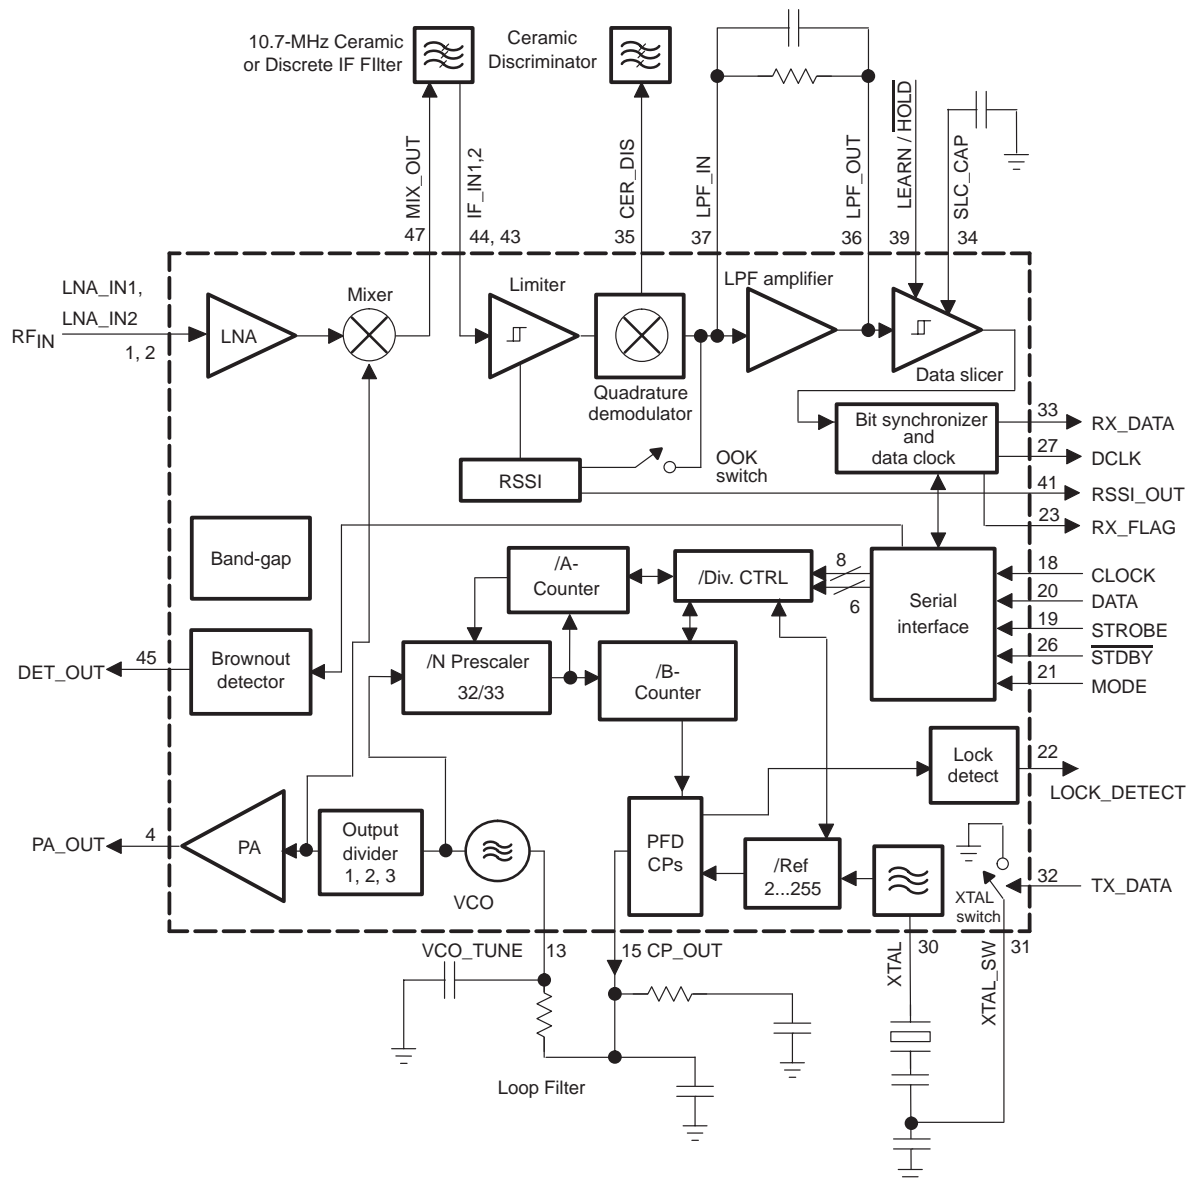 10.7-MHz Ceramic
or Discrete IF FIlter
Ceramic
Discriminator
MIX_OUT
IF_IN1,2
CER_DIS
LPF_IN
LPF_OUT
LEARN / HOLD
SLC_CAP
47
44, 43
35
37
36
39
34
LNA_IN1,
LNA_IN2
RFIN
1, 2
LNA
Mixer
Limiter
Quadrature
demodulator
LPF amplifier
Data slicer
Bit synchronizer
and
data clock
33
RX_DATA
27
DCLK
RSSI
OOK
switch
41
RSSI_OUT
23
RX_FLAG
Band-gap
/A-
Counter
/Div. CTRL
8
6
Serial
interface
18
CLOCK
20
DATA
19
STROBE
26
STDBY
21
MODE
DET_OUT
45
Brownout
detector
/N Prescaler
32/33
/B-
Counter
Lock
detect
22
LOCK_DETECT
PA_OUT
4
PA
Output
divider
1, 2, 3
VCO
PFD
CPs
/Ref
2...255
XTAL
switch
32
TX_DATA
VCO_TUNE
13
15
CP_OUT
XTAL
30
XTAL_SW
31
Loop Filter